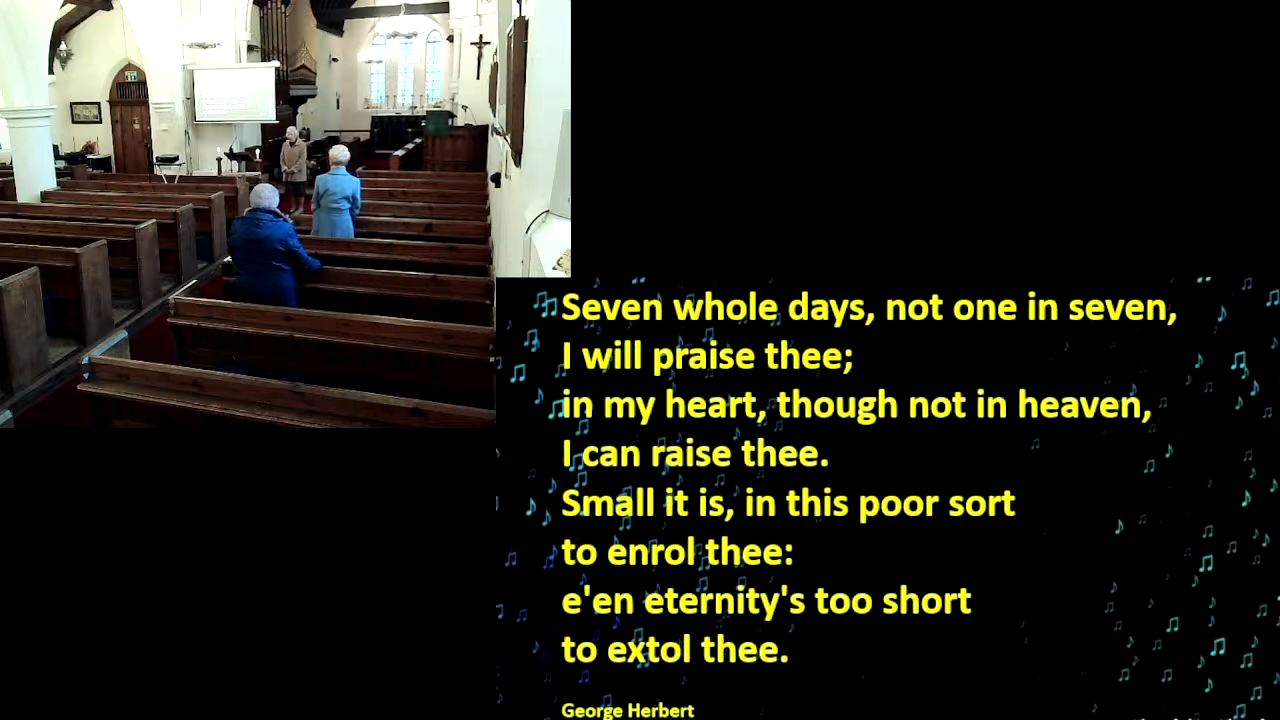 Seven whole days, not one in seven,
I will praise thee;
in my heart, though not in heaven,
I can raise thee.
Small it is, in this poor sort
to enrol thee:
e'en eternity's too short
to extol thee.
George Herbert